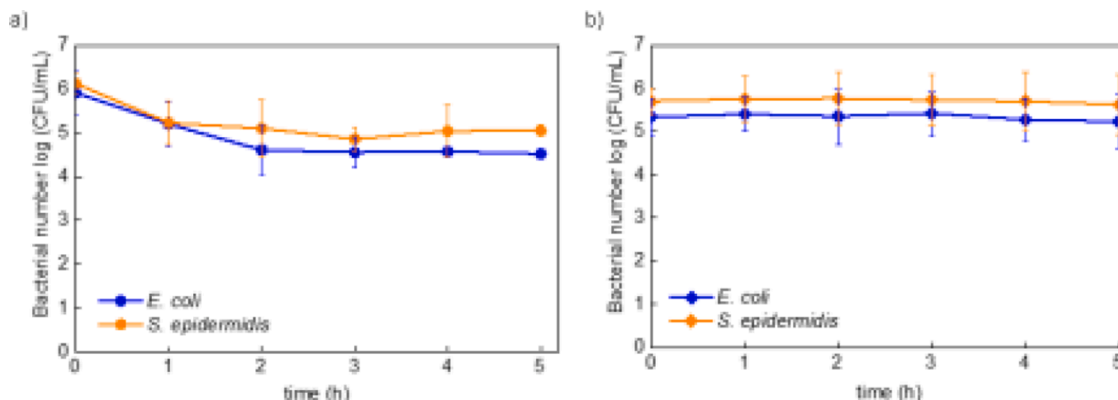 a)
Bacterial number log (CFU/mL)
7
6
5
4
3
2
1
0
E. coli
S. epidermidis
0 1 2 3 4 5
time (h)
b)
Bacterial number log (CFU/mL)
7
6
5
4
3
2
1
0
E. coli
S. epidermidis
0 1 2 3 4 5
time (h)